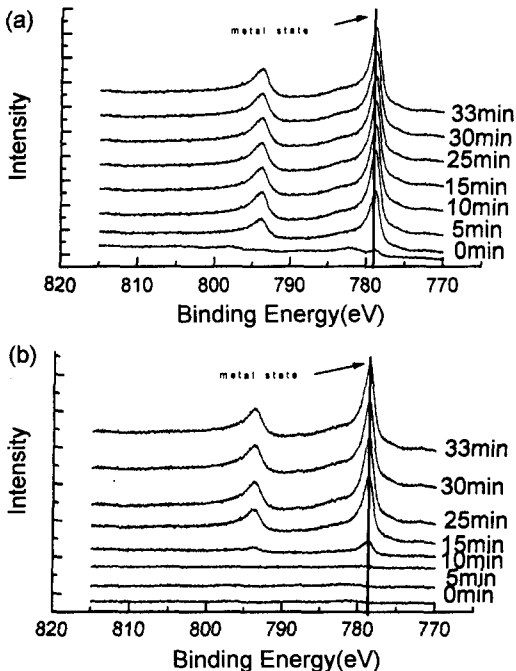 (a)
metal state
Intensity
33min
30min
25min
15min
10min
5min
0min
820 810 800 790 780 770
Binding Energy(eV)
(b)
metal state
Intensity
33min
30min
25min
15min
10min
5min
0min
820 810 800 790 780 770
Binding Energy(eV)